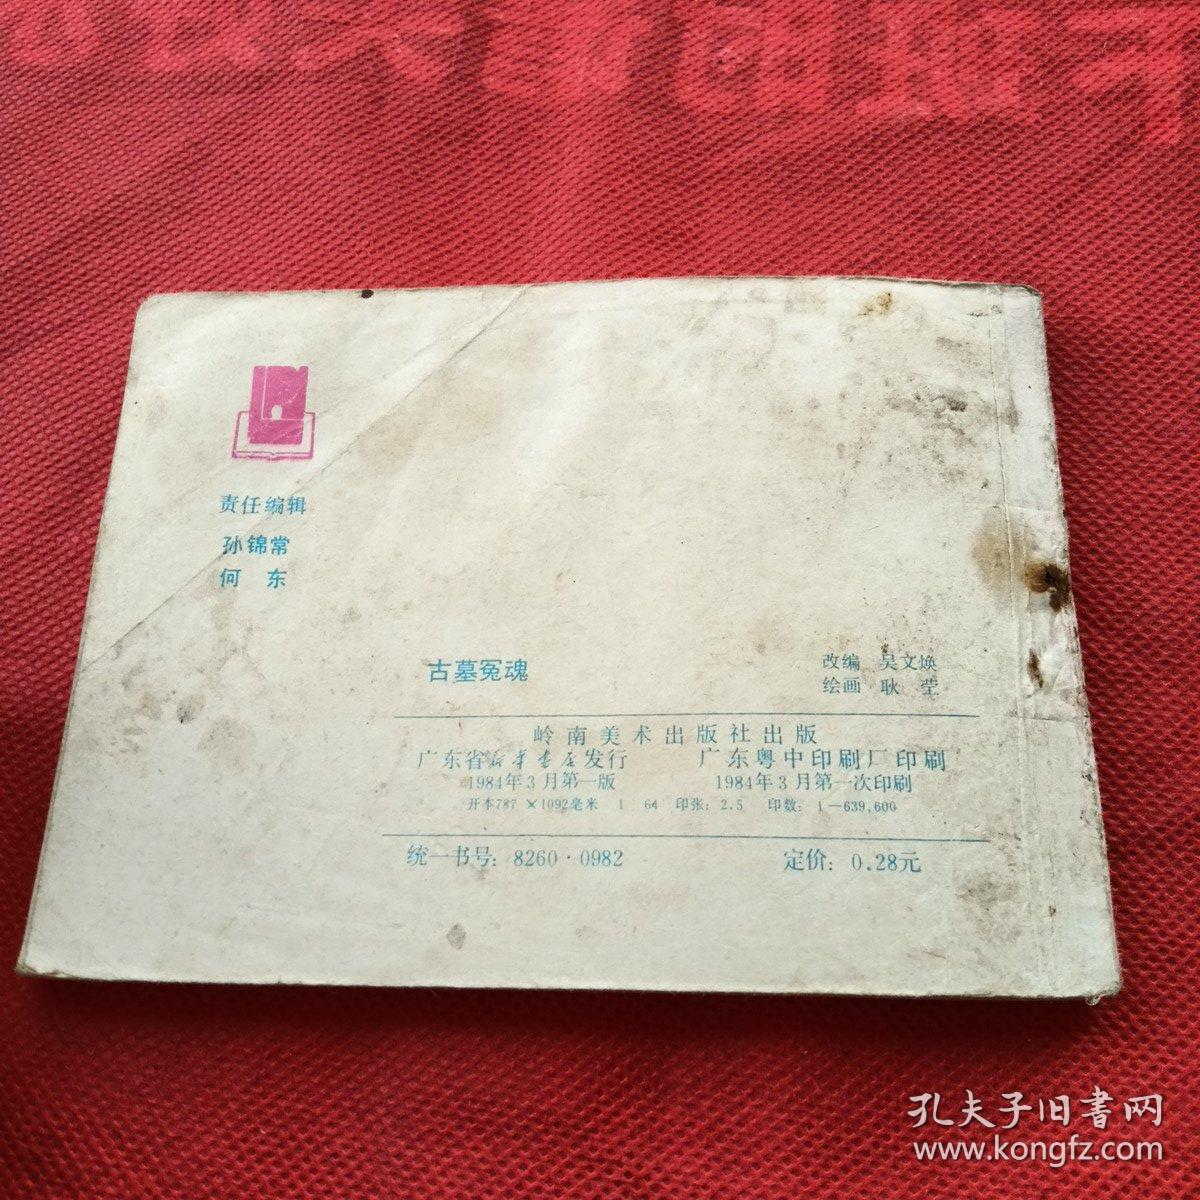 责任编辑
孙锦常
何东
古墓冤魂
改编 吴文焕
绘画 耿莹
岭南美术出版社出版
广东省新华书店发行 广东粤中印刷厂印刷
1984年3月第一版 1984年3月第一次印刷
开本787×1092毫米 1 64 印张：2.5 印数：1—639,600
统一书号：8260·0982 定价：0.28元
孔夫子旧書网
www.kongfz.com